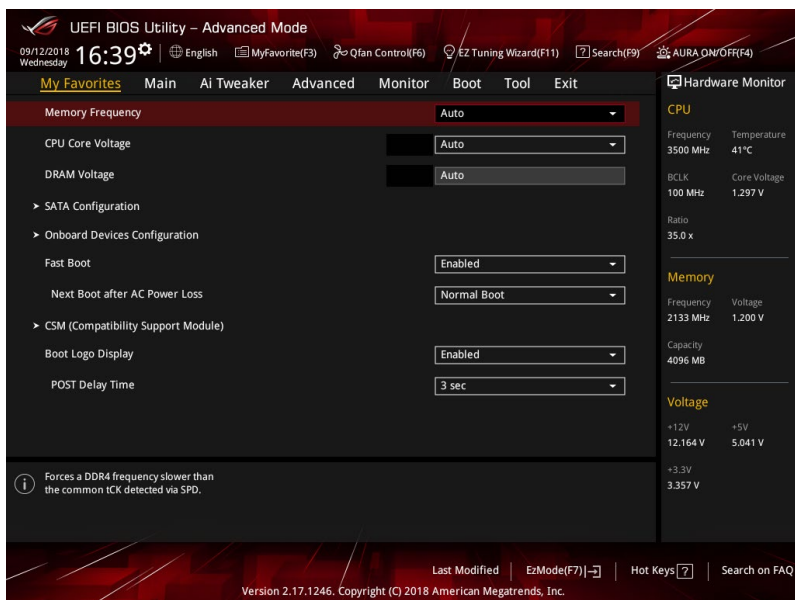 UEFI BIOS Utility – Advanced Mode
09/12/2018 Wednesday 16:39 English MyFavorite(F3) Qfan Control(F6) EZ Tuning Wizard(F11) ? Search(F9) AURA ON/OFF(F4)
My Favorites Main Ai Tweaker Advanced Monitor Boot Tool Exit
Memory Frequency Auto
CPU Core Voltage Auto
DRAM Voltage Auto
> SATA Configuration
> Onboard Devices Configuration
Fast Boot Enabled
Next Boot after AC Power Loss Normal Boot
> CSM (Compatibility Support Module)
Boot Logo Display Enabled
POST Delay Time 3 sec
i Forces a DDR4 frequency slower than
the common tCK detected via SPD.
Hardware Monitor
CPU
Frequency Temperature
3500 MHz 41°C
BCLK Core Voltage
100 MHz 1.297 V
Ratio
35.0 x
Memory
Frequency Voltage
2133 MHz 1.200 V
Capacity
4096 MB
Voltage
+12V +5V
12.164 V 5.041 V
+3.3V
3.357 V
Last Modified EzMode(F7) Hot Keys ? Search on FAQ
Version 2.17.1246. Copyright (C) 2018 American Megatrends, Inc.